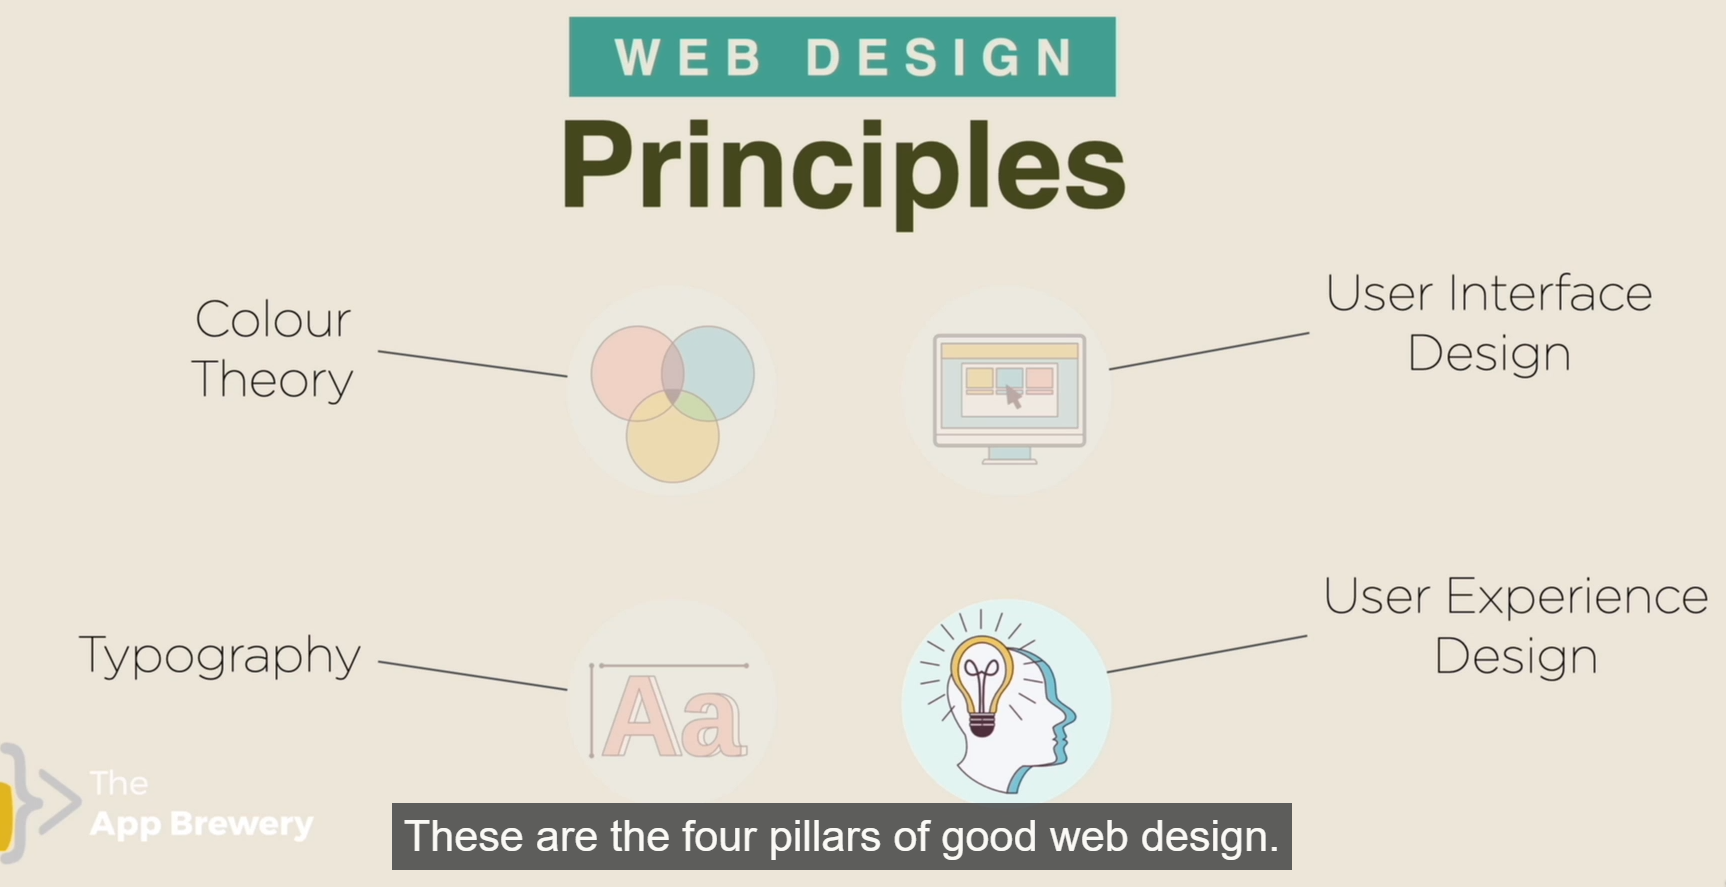 WEB DESIGN
Principles
Colour
Theory
User Interface
Design
Typography
Aa
User Experience
Design
The
App Brewery
These are the four pillars of good web design.